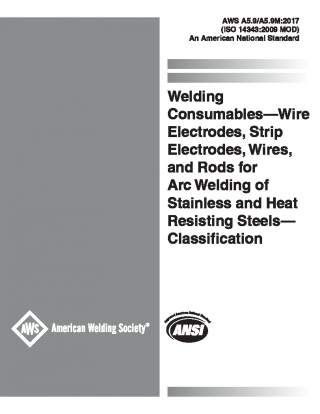 AWS A5.9/A5.9M:2017
(ISO 14343:2009 MOD)
An American National Standard
Welding
Consumables—Wire
Electrodes, Strip
Electrodes, Wires,
and Rods for
Arc Welding of
Stainless and Heat
Resisting Steels—
Classification
AWS
American Welding Society®
ANSI